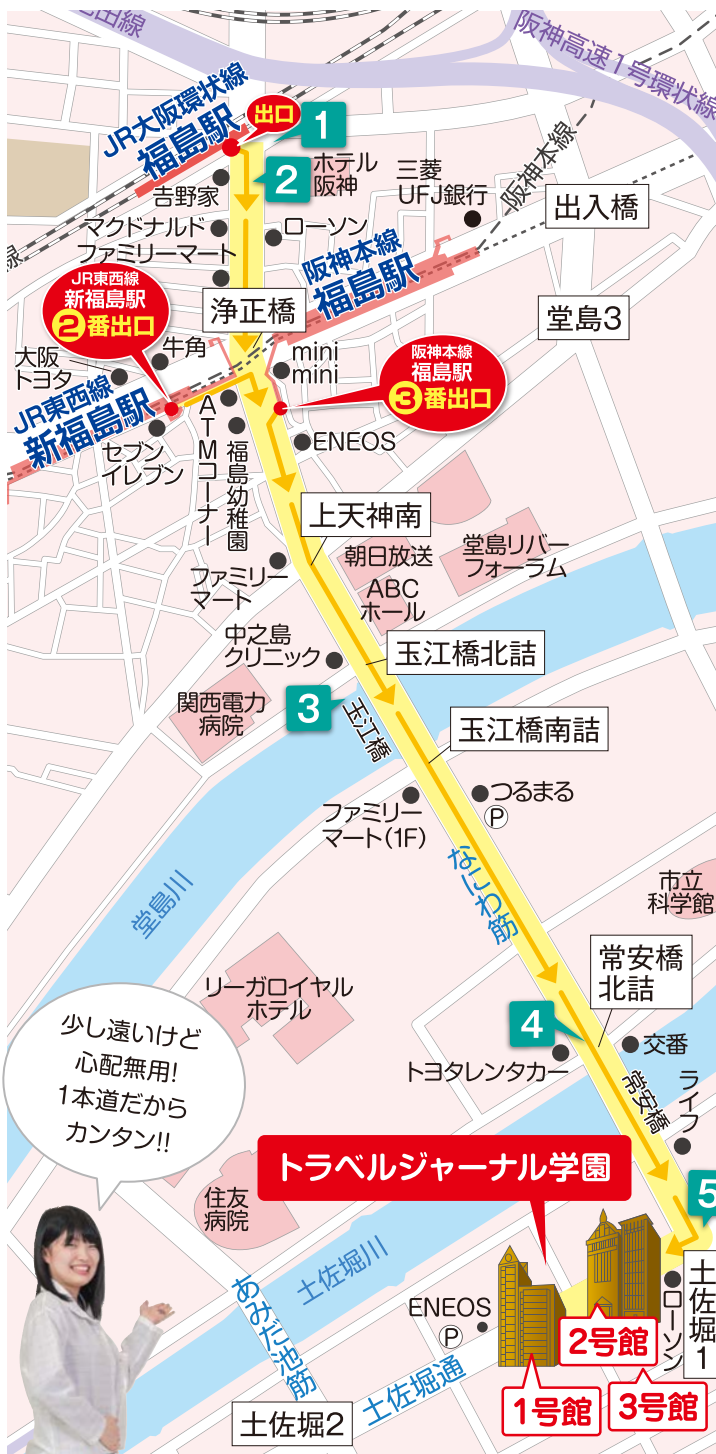 阪神高速1号環状線
JR大阪環状線
福島駅
出口
1
2
ホテル
阪神
三菱
UFJ銀行
阪神本線
出入橋
吉野家
マクドナルド
ローソン
ファミリーマート
阪神本線
福島駅
JR東西線
新福島駅
②番出口
浄正橋
堂島3
大阪
トヨタ
牛角
mini
mini
阪神本線
福島駅
③番出口
JR東西線
新福島駅
セブン
イレブン
ATMコーナー
福島幼稚園
ENEOS
上天神南
朝日放送
堂島リバー
フォーラム
ファミリー
マート
ABC
ホール
中之島
クリニック
玉江橋北詰
関西電力
病院
3
玉江橋
玉江橋南詰
つるまる
P
ファミリー
マート(1F)
なにわ筋
堂島川
市立
科学館
リーガロイヤル
ホテル
常安橋
北詰
4
交番
トヨタレンタカー
常安橋
ライフ
少し遠いけど
心配無用!
1本道だから
カンタン!!
トラベルジャーナル学園
5
住友
病院
土佐堀川
あみだ池筋
ENEOS
P
土佐堀通
ローソン
土佐堀1
2号館
1号館
3号館
土佐堀2